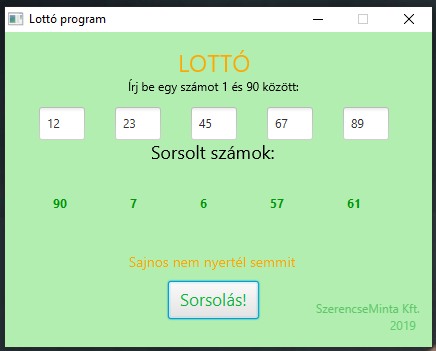 Lottó program
LOTTÓ
Írj be egy számot 1 és 90 között:
12 23 45 67 89
Sorsolt számok:
90 7 6 57 61
Sajnos nem nyertél semmit
Sorsolás!
SzerencseMinta Kft.
2019